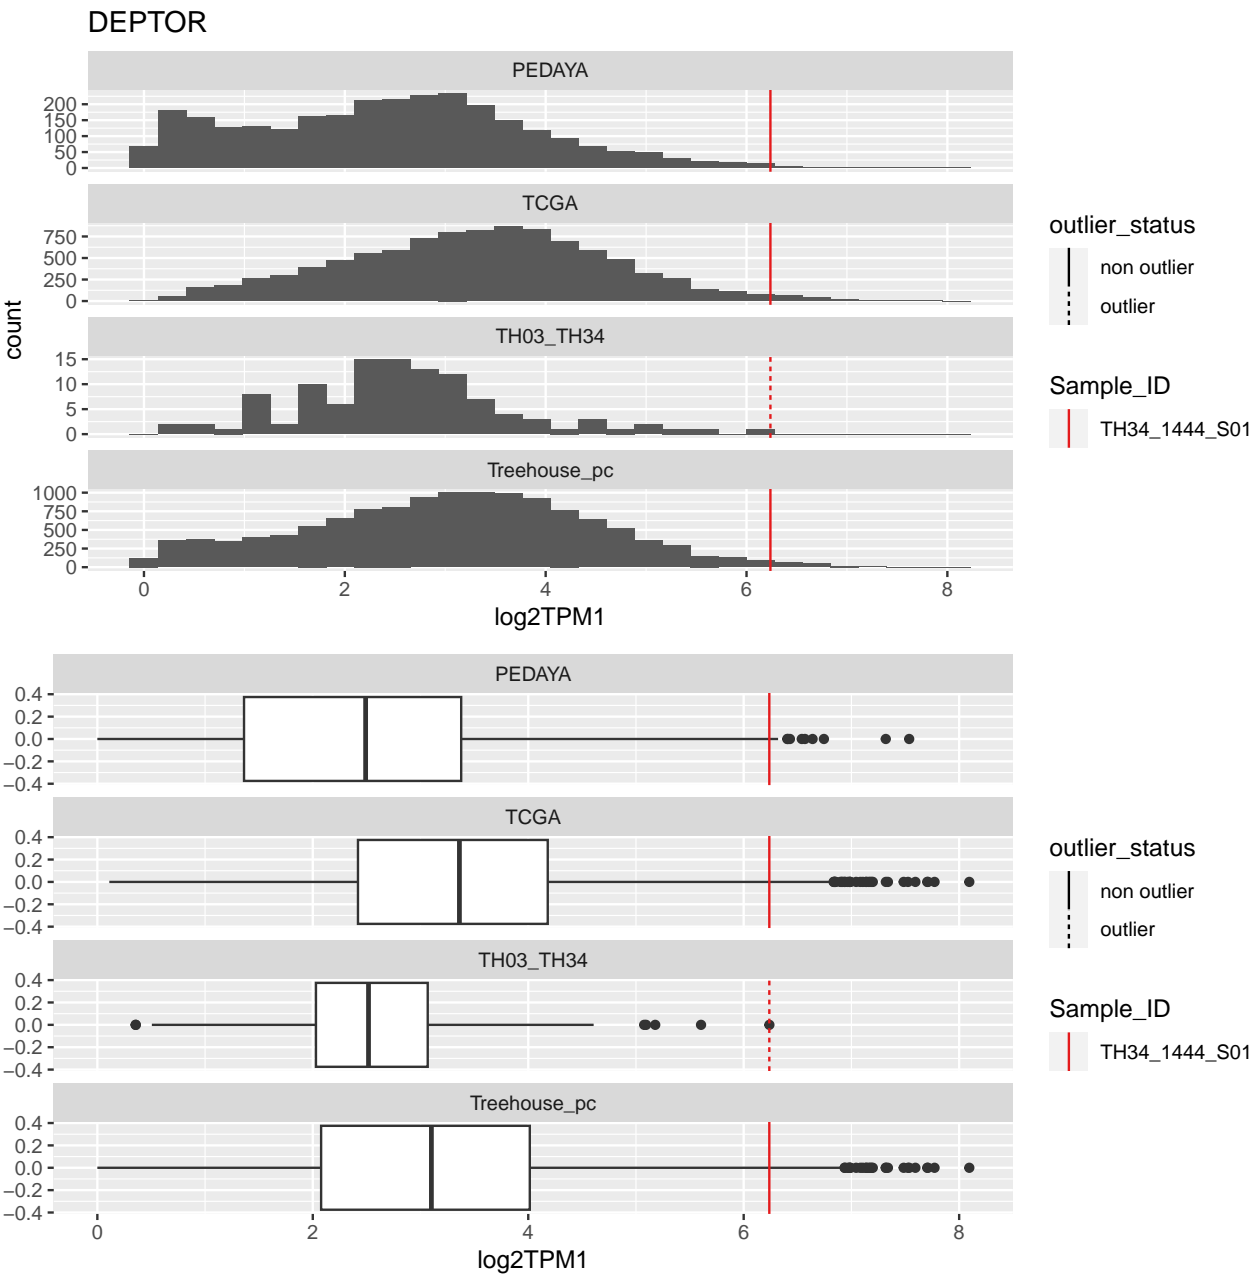 DEPTOR
PEDAYA
200
150
100
50
0
TCGA
750
500
250
0
TH03_TH34
15
10
5
0
Treehouse_pc
1000
750
500
250
0
0 2 4 6 8
log2TPM1
count
outlier_status
non outlier
outlier
Sample_ID
TH34_1444_S01
PEDAYA
0.4
0.2
0.0
−0.2
−0.4
TCGA
0.4
0.2
0.0
−0.2
−0.4
TH03_TH34
0.4
0.2
0.0
−0.2
−0.4
Treehouse_pc
0.4
0.2
0.0
−0.2
−0.4
0 2 4 6 8
log2TPM1
outlier_status
non outlier
outlier
Sample_ID
TH34_1444_S01